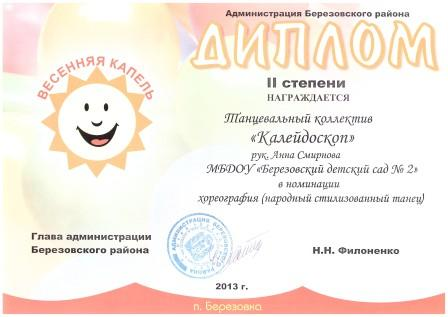 Администрация Березовского района
ДИПЛОМ
ВЕСЕННЯЯ КАПЕЛЬ
II степени
НАГРАЖДАЕТСЯ
Танцевальный коллектив
«Калейдоскоп»
рук. Анна Смирнова
МБДОУ «Березовский детский сад № 2»
в номинации
хореография (народный стилизованный танец)
Глава администрации
Березовского района
Н.Н. Филоненко
2013 г.
п. Березовка